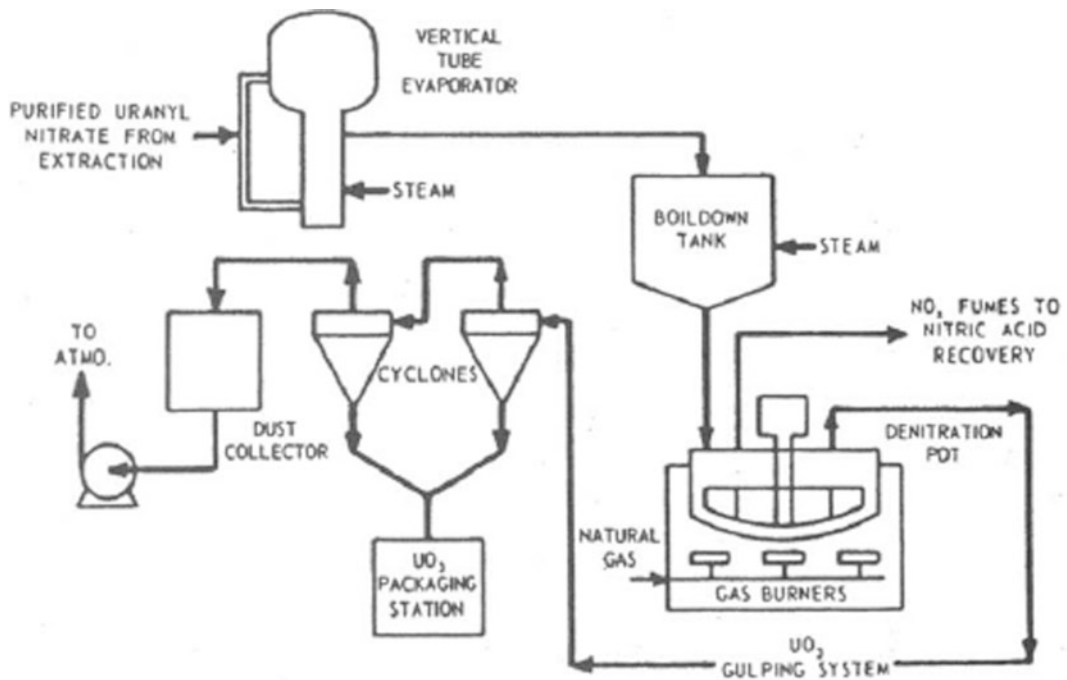 VERTICAL
TUBE
EVAPORATOR
PURIFIED URANYL
NITRATE FROM
EXTRACTION
STEAM
BOILDOWN
TANK
STEAM
NOₓ FUMES TO
NITRIC ACID
RECOVERY
TO
ATMO.
CYCLONES
DUST
COLLECTOR
DENITRATION
POT
NATURAL
GAS
GAS BURNERS
UO₃
PACKAGING
STATION
UO₃
GULPING SYSTEM